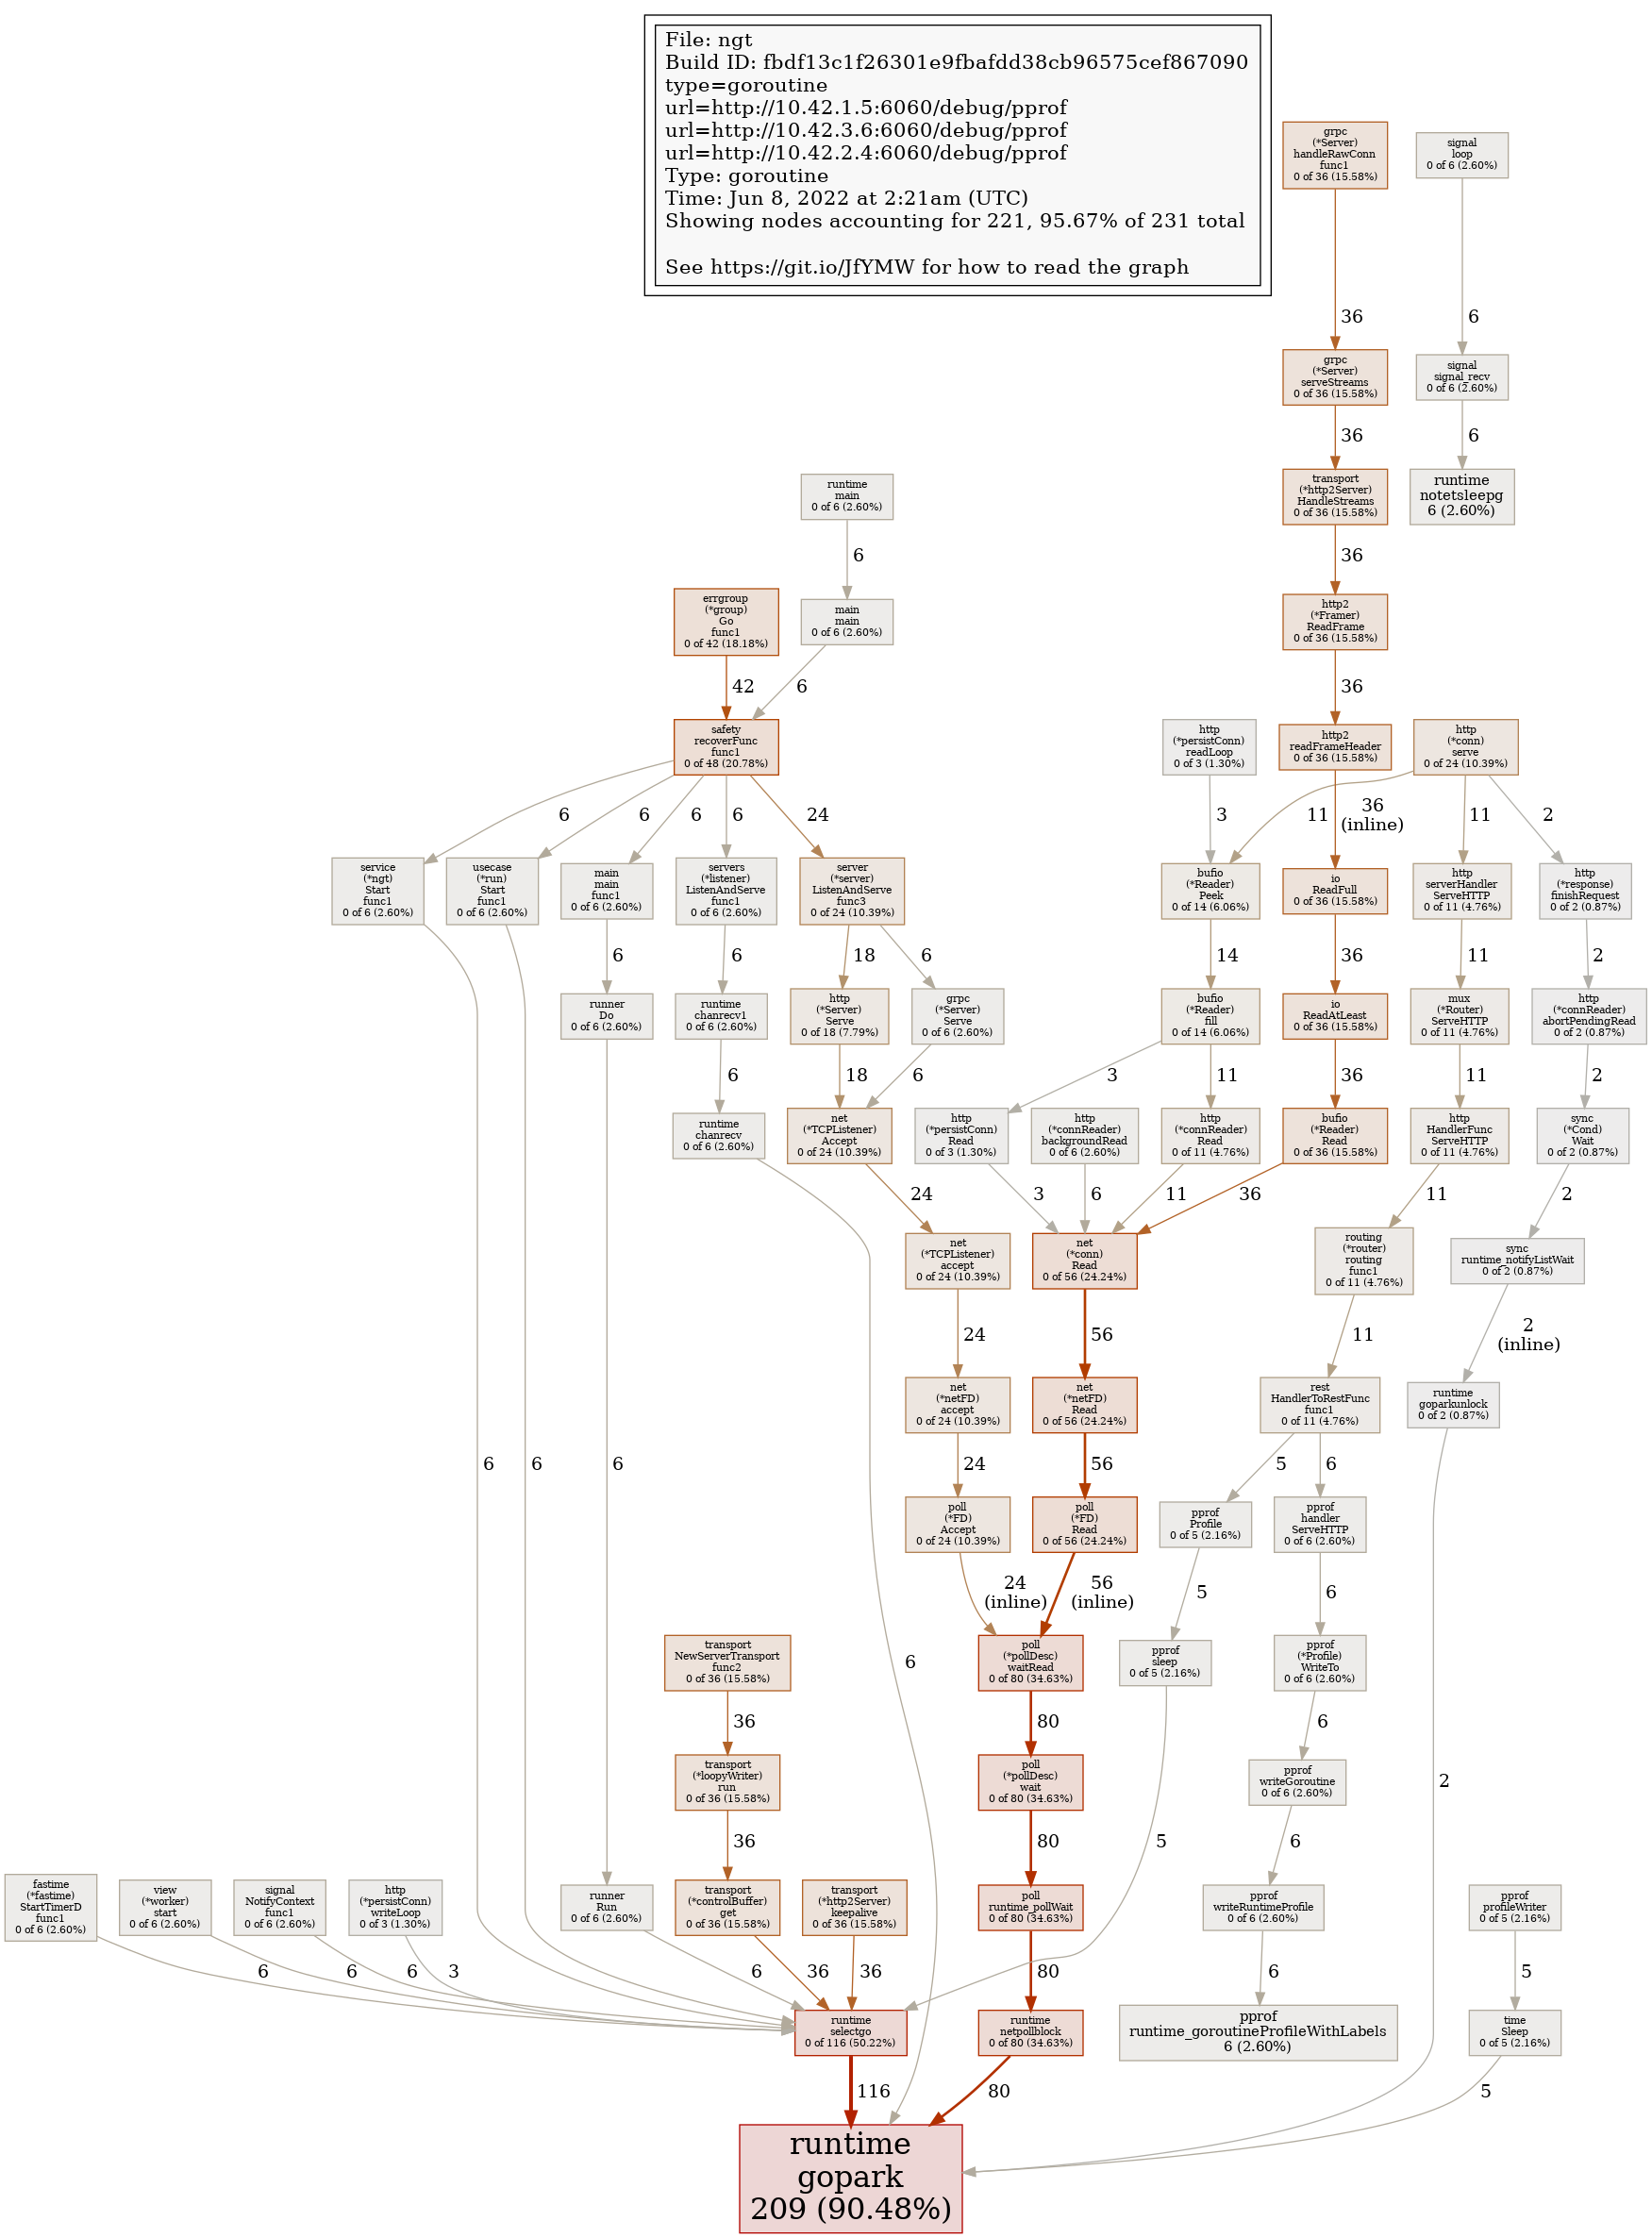 File: ngt
Build ID: fbdf13c1f26301e9fbafdd38cb96575cef867090
type=goroutine
url=http://10.42.1.5:6060/debug/pprof
url=http://10.42.3.6:6060/debug/pprof
url=http://10.42.2.4:6060/debug/pprof
Type: goroutine
Time: Jun 8, 2022 at 2:21am (UTC)
Showing nodes accounting for 221, 95.67% of 231 total
See https://git.io/JfYMW for how to read the graph
grpc
(*Server)
handleRawConn
func1
0 of 36 (15.58%)
signal
loop
0 of 6 (2.60%)
36
6
grpc
(*Server)
serveStreams
0 of 36 (15.58%)
signal
signal_recv
0 of 6 (2.60%)
36
6
runtime
main
0 of 6 (2.60%)
transport
(*http2Server)
HandleStreams
0 of 36 (15.58%)
runtime
notetsleepg
6 (2.60%)
6
36
errgroup
(*group)
Go
func1
0 of 42 (18.18%)
main
main
0 of 6 (2.60%)
http2
(*Framer)
ReadFrame
0 of 36 (15.58%)
42
6
36
safety
recoverFunc
func1
0 of 48 (20.78%)
http
(*persistConn)
readLoop
0 of 3 (1.30%)
http2
readFrameHeader
0 of 36 (15.58%)
http
(*conn)
serve
0 of 24 (10.39%)
6
6
6
6
24
3
11
36
(inline)
11
2
service
(*ngt)
Start
func1
0 of 6 (2.60%)
usecase
(*run)
Start
func1
0 of 6 (2.60%)
main
main
func1
0 of 6 (2.60%)
servers
(*listener)
ListenAndServe
func1
0 of 6 (2.60%)
server
(*server)
ListenAndServe
func3
0 of 24 (10.39%)
bufio
(*Reader)
Peek
0 of 14 (6.06%)
io
ReadFull
0 of 36 (15.58%)
http
serverHandler
ServeHTTP
0 of 11 (4.76%)
http
(*response)
finishRequest
0 of 2 (0.87%)
6
6
18
6
14
36
11
2
runner
Do
0 of 6 (2.60%)
runtime
chanrecv1
0 of 6 (2.60%)
http
(*Server)
Serve
0 of 18 (7.79%)
grpc
(*Server)
Serve
0 of 6 (2.60%)
bufio
(*Reader)
fill
0 of 14 (6.06%)
io
ReadAtLeast
0 of 36 (15.58%)
mux
(*Router)
ServeHTTP
0 of 11 (4.76%)
http
(*connReader)
abortPendingRead
0 of 2 (0.87%)
6
18
6
3
11
36
11
2
runtime
chanrecv
0 of 6 (2.60%)
net
(*TCPListener)
Accept
0 of 24 (10.39%)
http
(*persistConn)
Read
0 of 3 (1.30%)
http
(*connReader)
backgroundRead
0 of 6 (2.60%)
http
(*connReader)
Read
0 of 11 (4.76%)
bufio
(*Reader)
Read
0 of 36 (15.58%)
http
HandlerFunc
ServeHTTP
0 of 11 (4.76%)
sync
(*Cond)
Wait
0 of 2 (0.87%)
24
3
6
11
36
11
2
net
(*TCPListener)
accept
0 of 24 (10.39%)
net
(*conn)
Read
0 of 56 (24.24%)
routing
(*router)
routing
func1
0 of 11 (4.76%)
sync
runtime_notifyListWait
0 of 2 (0.87%)
24
56
11
2
(inline)
net
(*netFD)
accept
0 of 24 (10.39%)
net
(*netFD)
Read
0 of 56 (24.24%)
rest
HandlerToRestFunc
func1
0 of 11 (4.76%)
runtime
goparkunlock
0 of 2 (0.87%)
6
6
6
24
56
5
6
poll
(*FD)
Accept
0 of 24 (10.39%)
poll
(*FD)
Read
0 of 56 (24.24%)
pprof
Profile
0 of 5 (2.16%)
pprof
handler
ServeHTTP
0 of 6 (2.60%)
24
(inline)
56
(inline)
5
6
transport
NewServerTransport
func2
0 of 36 (15.58%)
6
poll
(*pollDesc)
waitRead
0 of 80 (34.63%)
pprof
sleep
0 of 5 (2.16%)
pprof
(*Profile)
WriteTo
0 of 6 (2.60%)
36
80
6
transport
(*loopyWriter)
run
0 of 36 (15.58%)
poll
(*pollDesc)
wait
0 of 80 (34.63%)
pprof
writeGoroutine
0 of 6 (2.60%)
2
36
80
5
6
fastime
(*fastime)
StartTimerD
func1
0 of 6 (2.60%)
view
(*worker)
start
0 of 6 (2.60%)
signal
NotifyContext
func1
0 of 6 (2.60%)
http
(*persistConn)
writeLoop
0 of 3 (1.30%)
runner
Run
0 of 6 (2.60%)
transport
(*controlBuffer)
get
0 of 36 (15.58%)
transport
(*http2Server)
keepalive
0 of 36 (15.58%)
poll
runtime_pollWait
0 of 80 (34.63%)
pprof
writeRuntimeProfile
0 of 6 (2.60%)
pprof
profileWriter
0 of 5 (2.16%)
6
6
6
3
6
36
36
80
6
5
runtime
selectgo
0 of 116 (50.22%)
runtime
netpollblock
0 of 80 (34.63%)
pprof
runtime_goroutineProfileWithLabels
6 (2.60%)
time
Sleep
0 of 5 (2.16%)
116
80
5
runtime
gopark
209 (90.48%)